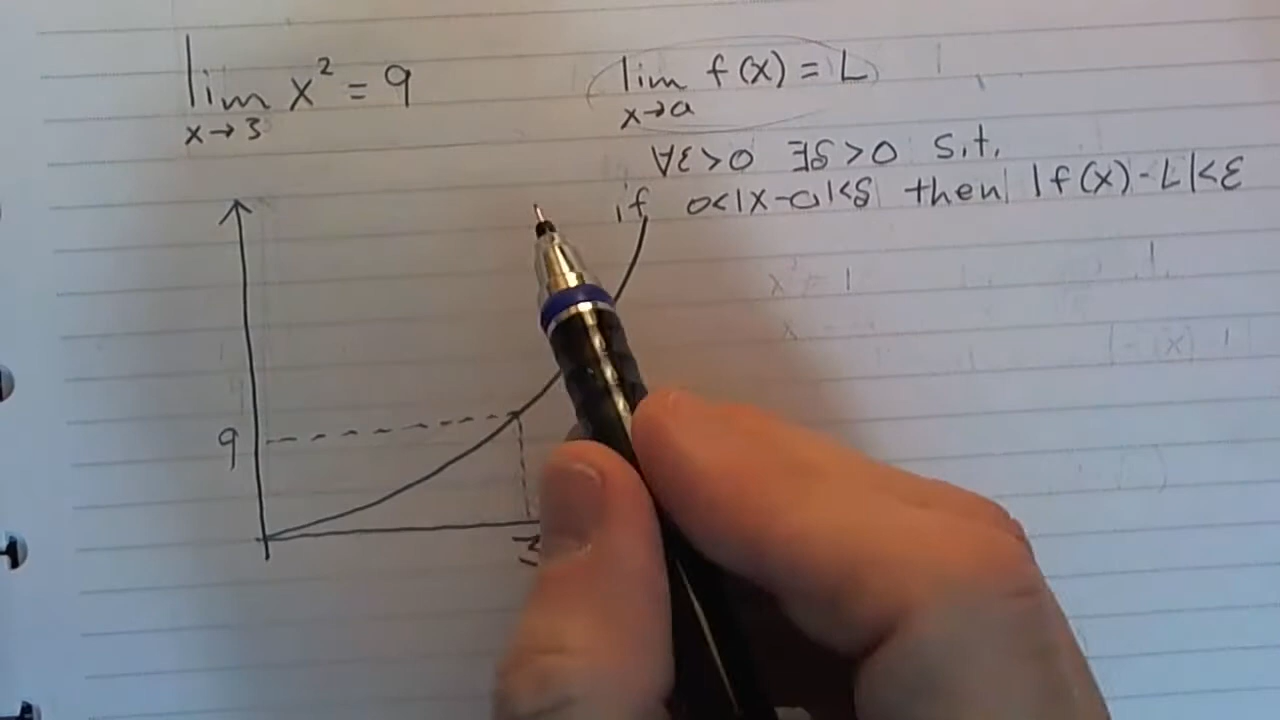 lim x² = 9
x→3
lim f(x) = L
x→a
∀ε>0 ∃δ>0 s.t.
if 0<|x-a|<δ then |f(x)-L|<ε
9
3